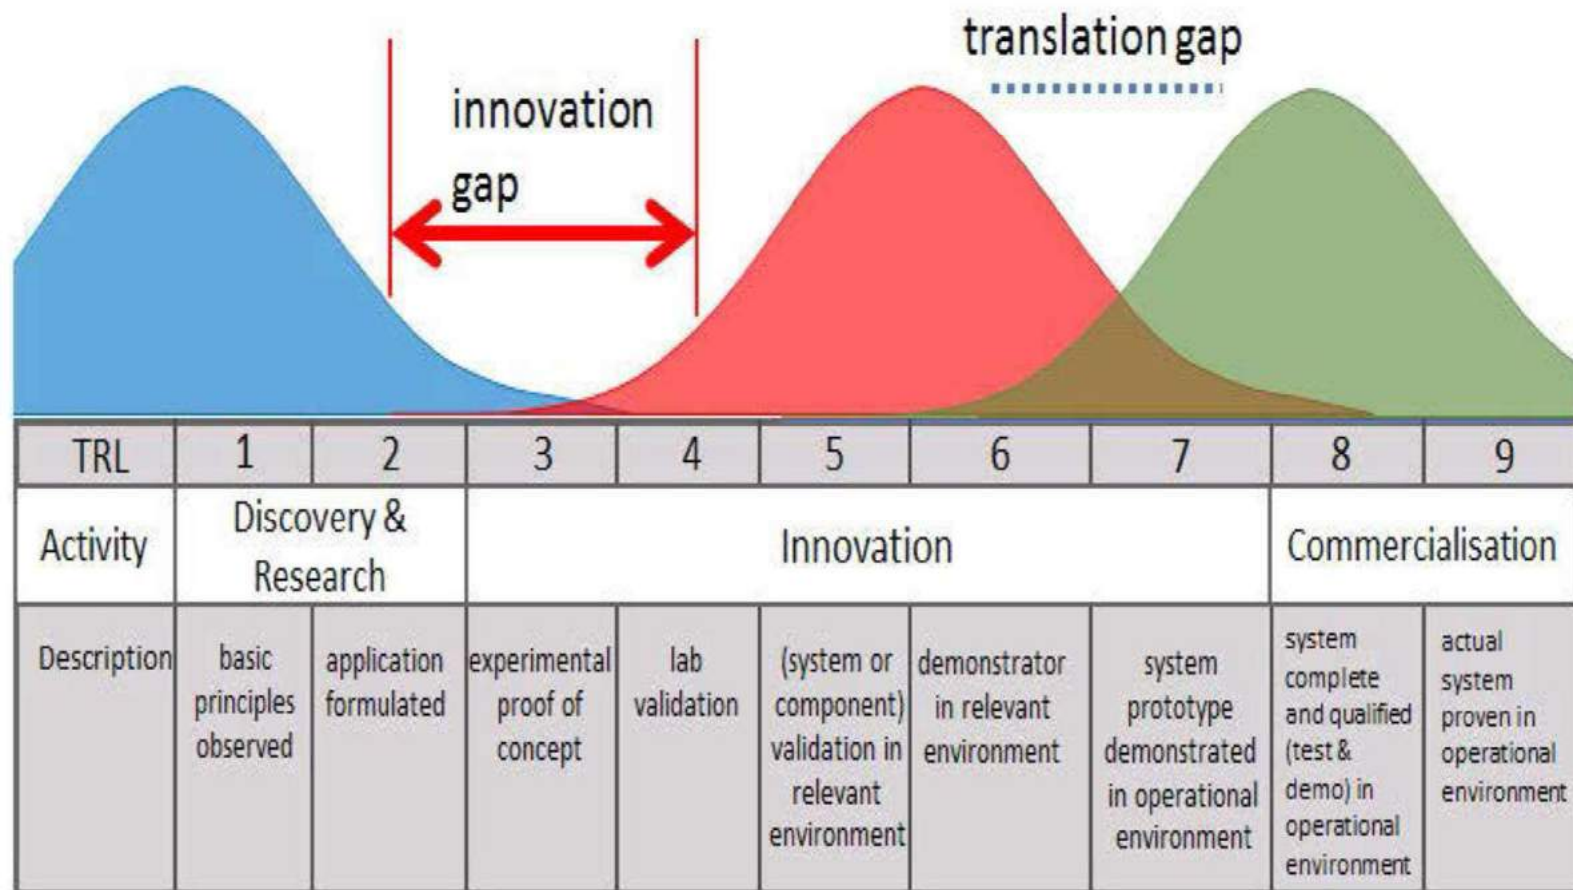 translation gap
innovation
gap
TRL 1 2 3 4 5 6 7 8 9
Activity
Discovery &
Research
Innovation
Commercialisation
Description
basic
principles
observed
application
formulated
experimental
proof of
concept
lab
validation
(system or
component)
validation in
relevant
environment
demonstrator
in relevant
environment
system
prototype
demonstrated
in operational
environment
system
complete
and qualified
(test &
demo) in
operational
environment
actual
system
proven in
operational
environment